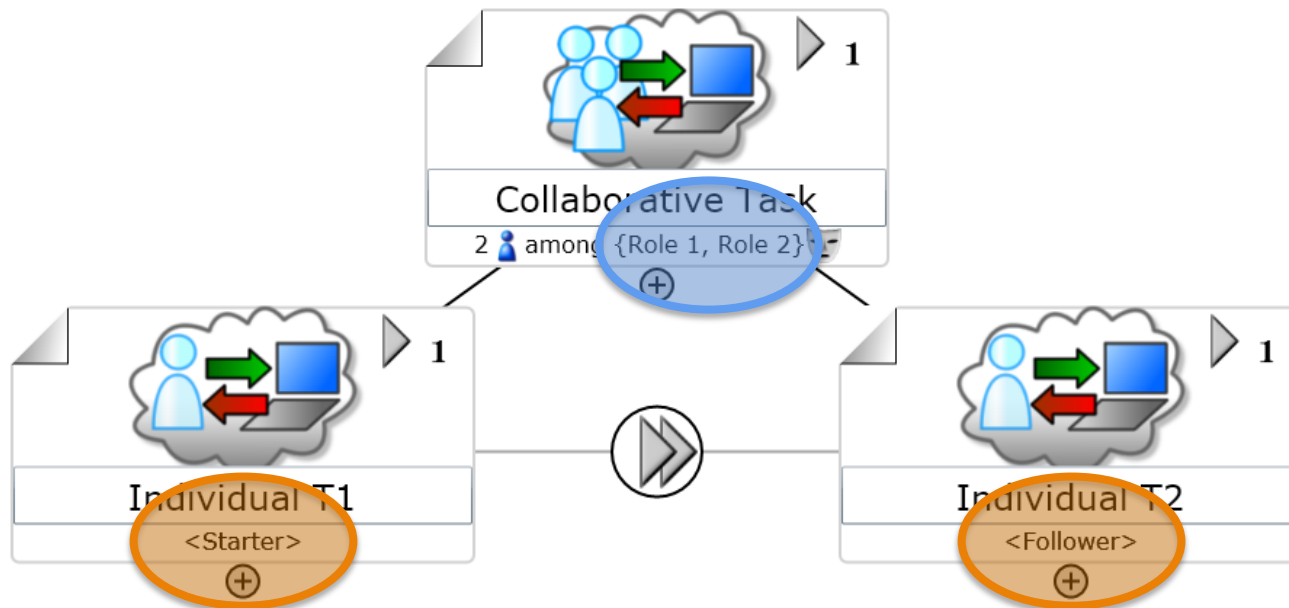 1
Collaborative Task
2 among {Role 1, Role 2}
1
Individual T1
<Starter>
1
Individual T2
<Follower>